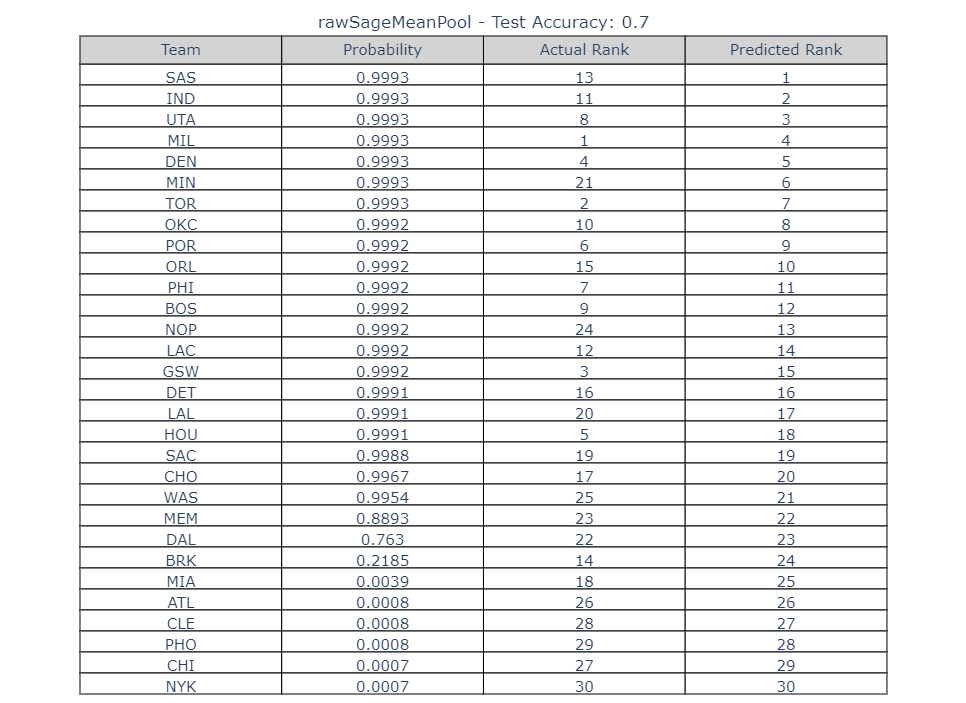 rawSageMeanPool - Test Accuracy: 0.7
Team Probability Actual Rank Predicted Rank
SAS 0.9993 13 1
IND 0.9993 11 2
UTA 0.9993 8 3
MIL 0.9993 1 4
DEN 0.9993 4 5
MIN 0.9993 21 6
TOR 0.9993 2 7
OKC 0.9992 10 8
POR 0.9992 6 9
ORL 0.9992 15 10
PHI 0.9992 7 11
BOS 0.9992 9 12
NOP 0.9992 24 13
LAC 0.9992 12 14
GSW 0.9992 3 15
DET 0.9991 16 16
LAL 0.9991 20 17
HOU 0.9991 5 18
SAC 0.9988 19 19
CHO 0.9967 17 20
WAS 0.9954 25 21
MEM 0.8893 23 22
DAL 0.763 22 23
BRK 0.2185 14 24
MIA 0.0039 18 25
ATL 0.0008 26 26
CLE 0.0008 28 27
PHO 0.0008 29 28
CHI 0.0007 27 29
NYK 0.0007 30 30